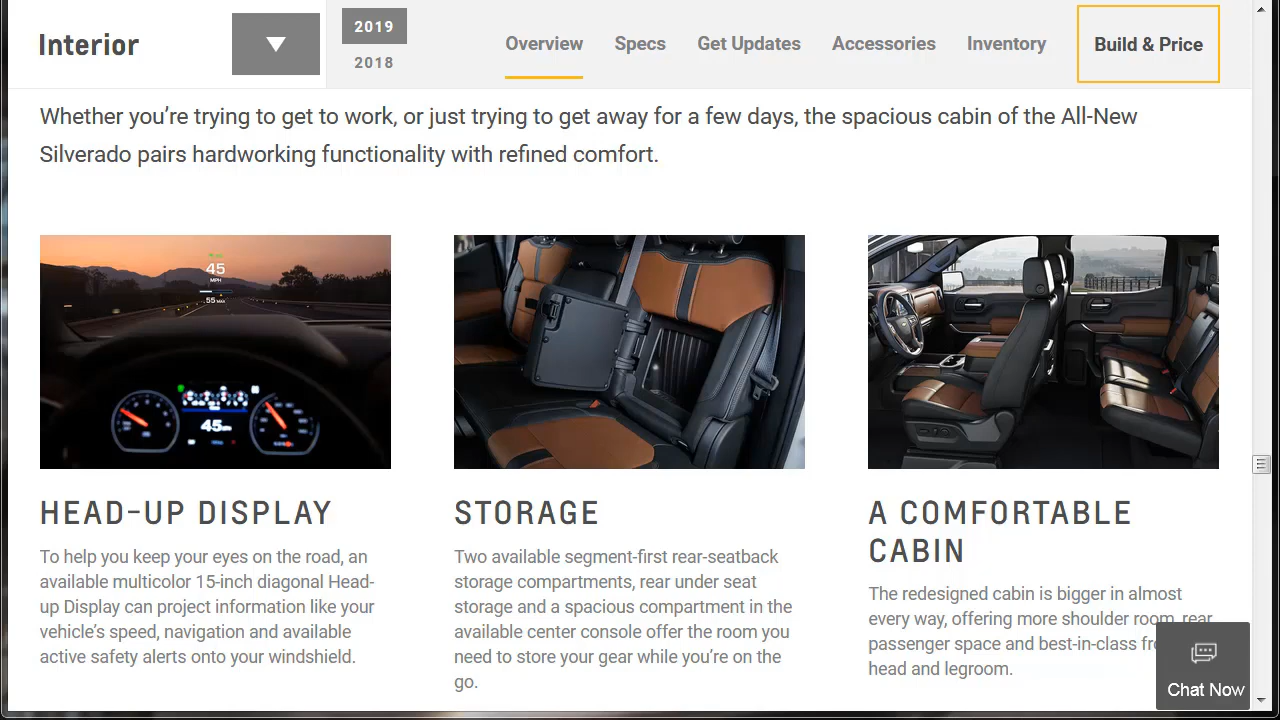 Interior
2019
2018
Overview
Specs
Get Updates
Accessories
Inventory
Build & Price
Whether you’re trying to get to work, or just trying to get away for a few days, the spacious cabin of the All-New
Silverado pairs hardworking functionality with refined comfort.
45
MPH
55 MAX
45
HEAD-UP DISPLAY
To help you keep your eyes on the road, an
available multicolor 15-inch diagonal Head-
up Display can project information like your
vehicle’s speed, navigation and available
active safety alerts onto your windshield.
STORAGE
Two available segment-first rear-seatback
storage compartments, rear under seat
storage and a spacious compartment in the
available center console offer the room you
need to store your gear while you’re on the
go.
A COMFORTABLE
CABIN
The redesigned cabin is bigger in almost
every way, offering more shoulder room, rear
passenger space and best-in-class
head and legroom.
Chat Now